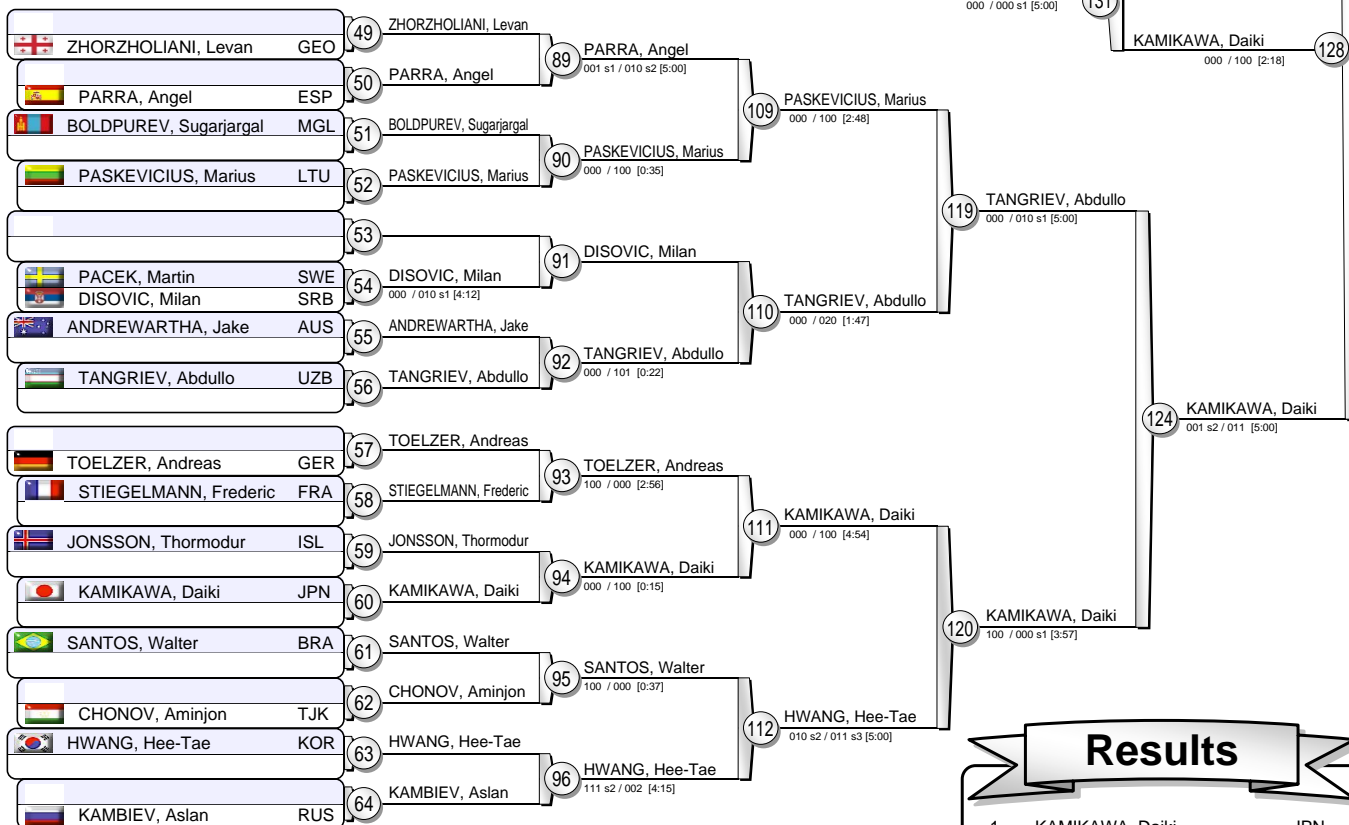 000 / 000 s1 [5:00]
131
KAMIKAWA, Daiki
128
000 / 100 [2:18]
ZHORZHOLIANI, Levan GEO
49
ZHORZHOLIANI, Levan
89
PARRA, Angel
001 s1 / 010 s2 [5:00]
PARRA, Angel ESP
50
PARRA, Angel
109
PASKEVICIUS, Marius
000 / 100 [2:48]
BOLDPUREV, Sugarjargal MGL
51
BOLDPUREV, Sugarjargal
90
PASKEVICIUS, Marius
000 / 100 [0:35]
PASKEVICIUS, Marius LTU
52
PASKEVICIUS, Marius
119
TANGRIEV, Abdullo
000 / 010 s1 [5:00]
53
91
DISOVIC, Milan
PACEK, Martin SWE
DISOVIC, Milan SRB
54
DISOVIC, Milan
000 / 010 s1 [4:12]
110
TANGRIEV, Abdullo
000 / 020 [1:47]
ANDREWARTHA, Jake AUS
55
ANDREWARTHA, Jake
92
TANGRIEV, Abdullo
000 / 101 [0:22]
TANGRIEV, Abdullo UZB
56
TANGRIEV, Abdullo
124
KAMIKAWA, Daiki
001 s2 / 011 [5:00]
TOELZER, Andreas GER
57
TOELZER, Andreas
93
TOELZER, Andreas
100 / 000 [2:56]
STIEGELMANN, Frederic FRA
58
STIEGELMANN, Frederic
111
KAMIKAWA, Daiki
000 / 100 [4:54]
JONSSON, Thormodur ISL
59
JONSSON, Thormodur
94
KAMIKAWA, Daiki
000 / 100 [0:15]
KAMIKAWA, Daiki JPN
60
KAMIKAWA, Daiki
120
KAMIKAWA, Daiki
100 / 000 s1 [3:57]
SANTOS, Walter BRA
61
SANTOS, Walter
95
SANTOS, Walter
100 / 000 [0:37]
CHONOV, Aminjon TJK
62
CHONOV, Aminjon
112
HWANG, Hee-Tae
010 s2 / 011 s3 [5:00]
HWANG, Hee-Tae KOR
63
HWANG, Hee-Tae
96
HWANG, Hee-Tae
111 s2 / 002 [4:15]
KAMBIEV, Aslan RUS
64
KAMBIEV, Aslan
Results
1 KAMIKAWA, Daiki JPN